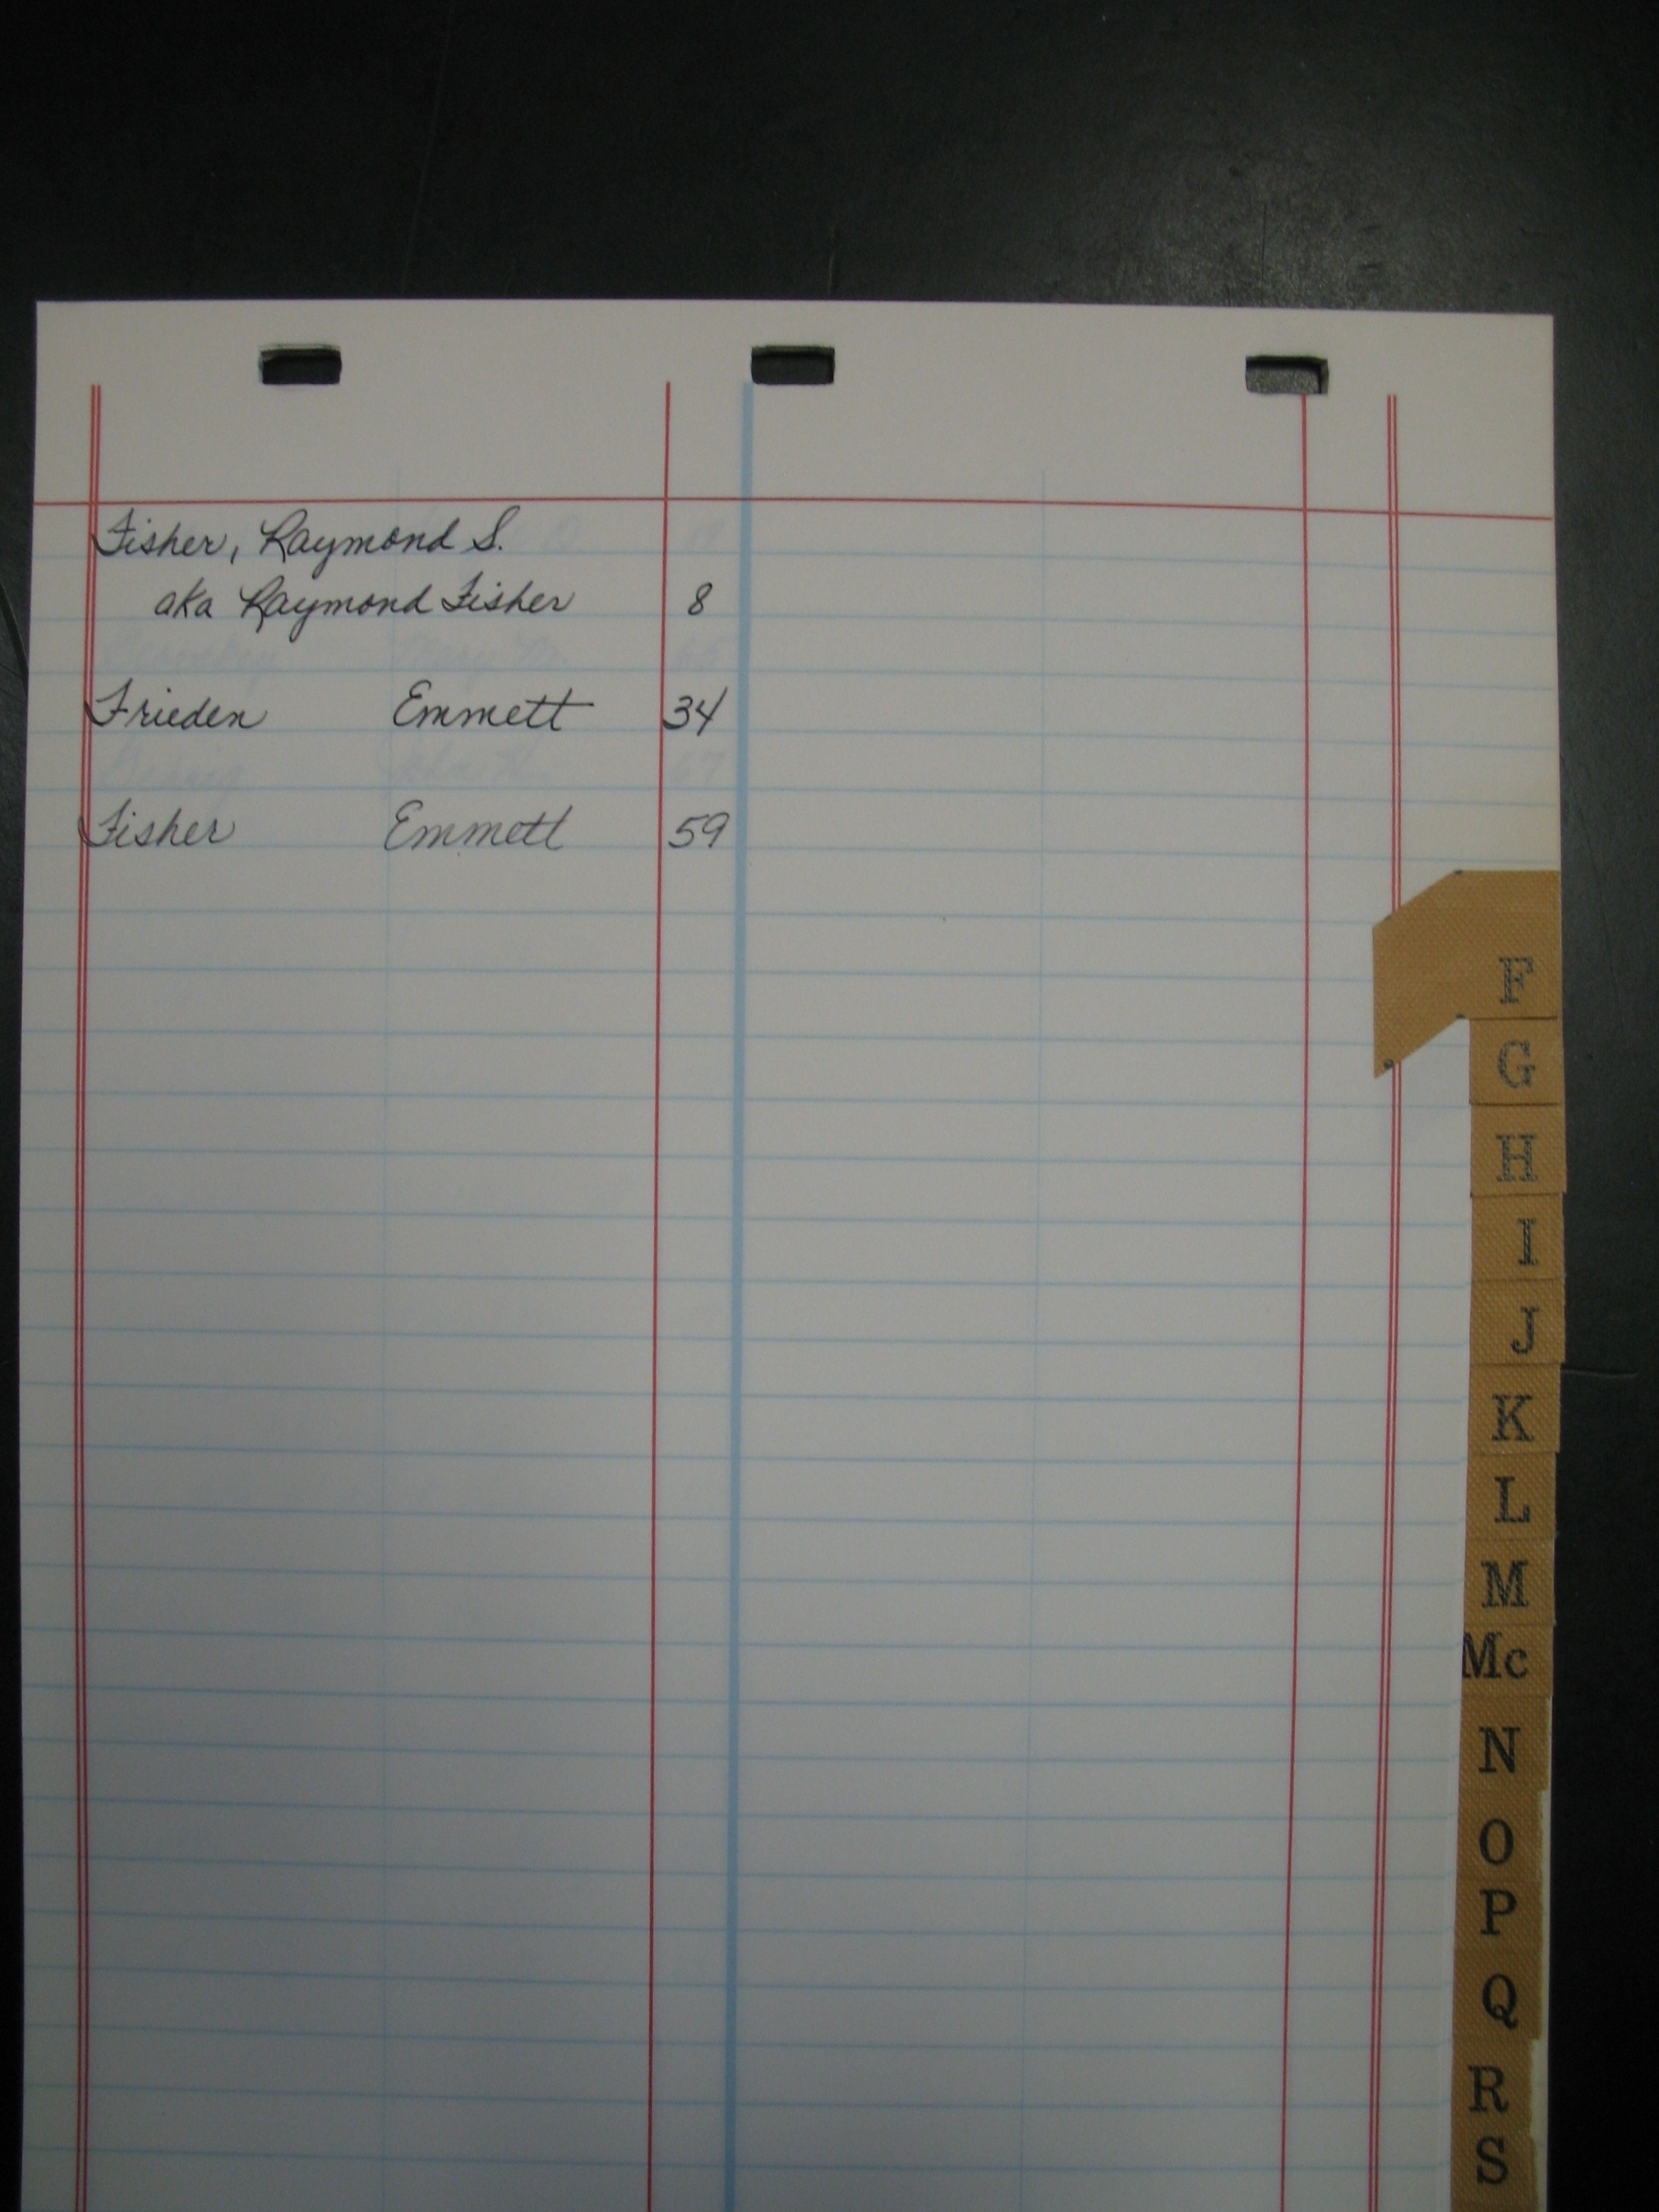 Fisher, Raymond S.
aka Raymond Fisher 8
Frieden Emmett 34
Fisher Emmett 59
F
G
H
I
J
K
L
M
Mc
N
O
P
Q
R
S